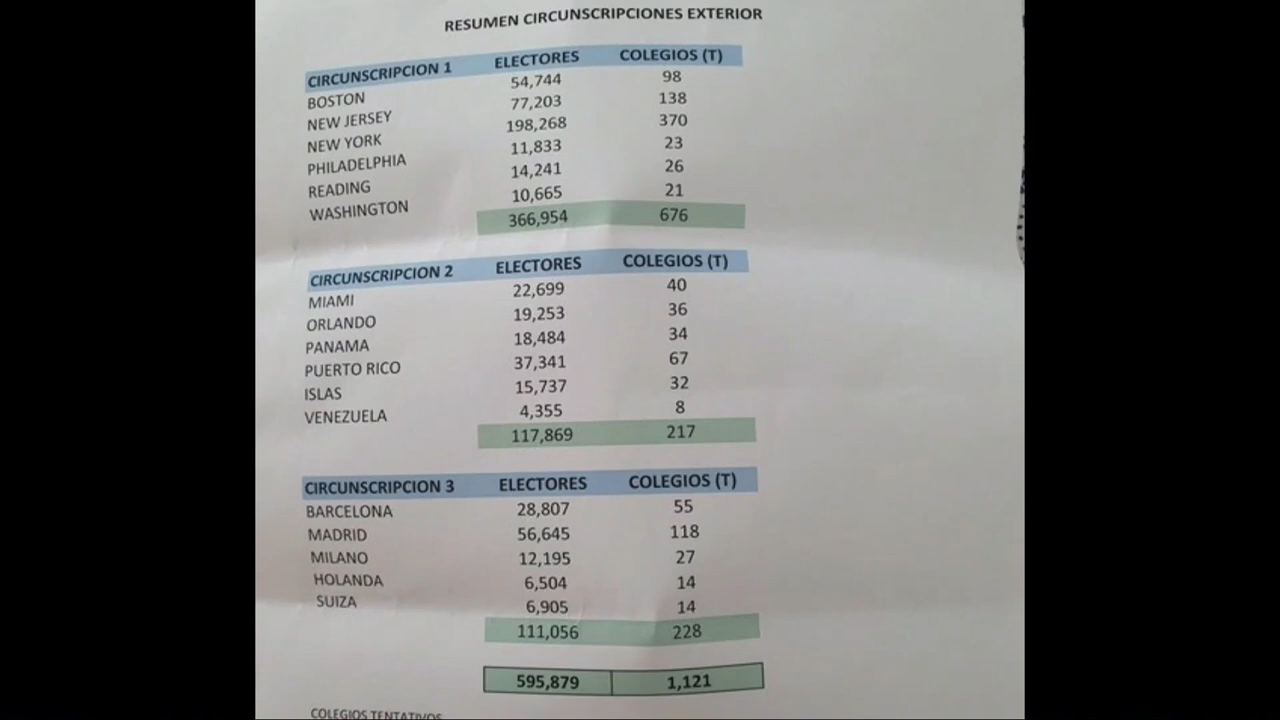 RESUMEN CIRCUNSCRIPCIONES EXTERIOR
CIRCUNSCRIPCION 1 ELECTORES COLEGIOS (T)
BOSTON 54,744 98
NEW JERSEY 77,203 138
NEW YORK 198,268 370
PHILADELPHIA 11,833 23
READING 14,241 26
WASHINGTON 10,665 21
366,954 676
CIRCUNSCRIPCION 2 ELECTORES COLEGIOS (T)
MIAMI 22,699 40
ORLANDO 19,253 36
PANAMA 18,484 34
PUERTO RICO 37,341 67
ISLAS 15,737 32
VENEZUELA 4,355 8
117,869 217
CIRCUNSCRIPCION 3 ELECTORES COLEGIOS (T)
BARCELONA 28,807 55
MADRID 56,645 118
MILANO 12,195 27
HOLANDA 6,504 14
SUIZA 6,905 14
111,056 228
595,879 1,121
COLEGIOS TENTATIVOS